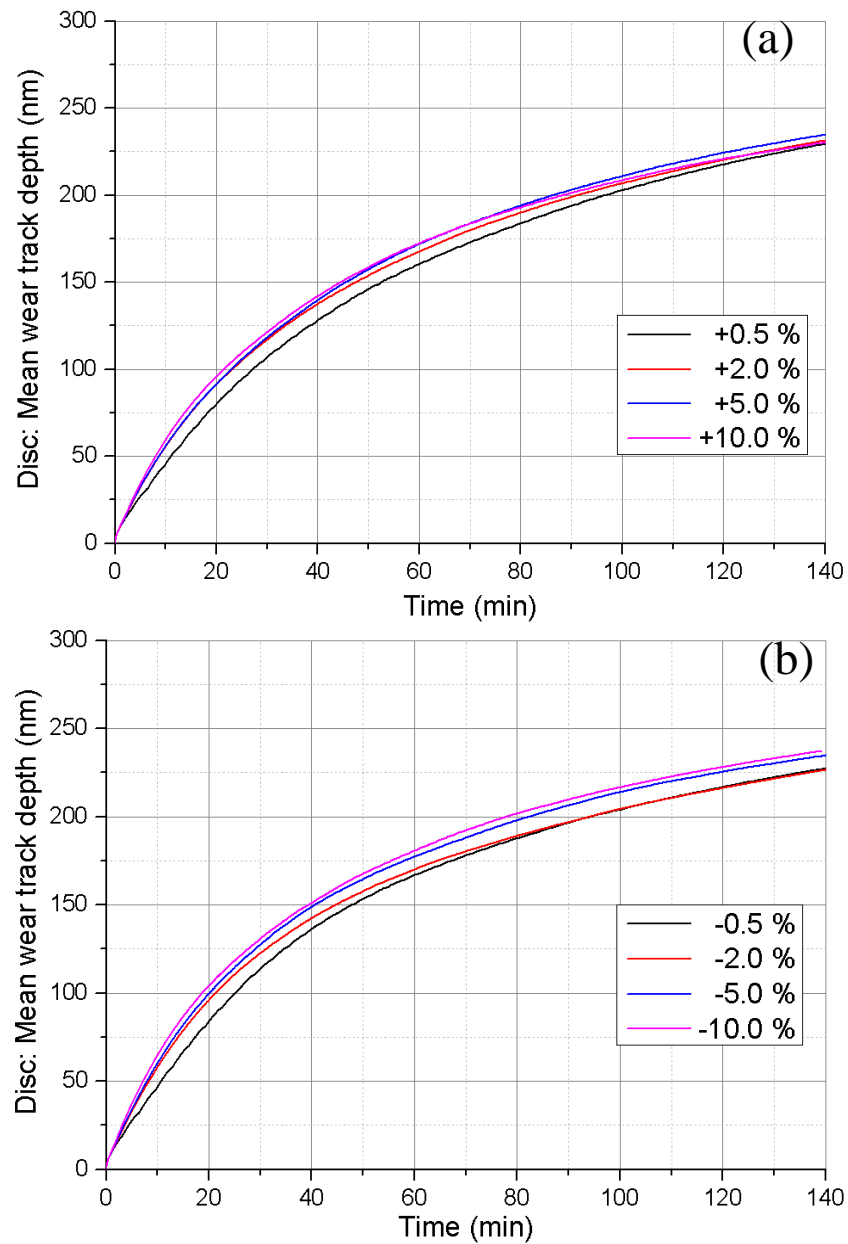 (a)
Disc: Mean wear track depth (nm)
300
250
200
150
100
50
0
+0.5 %
+2.0 %
+5.0 %
+10.0 %
0 20 40 60 80 100 120 140
Time (min)
(b)
Disc: Mean wear track depth (nm)
300
250
200
150
100
50
0
-0.5 %
-2.0 %
-5.0 %
-10.0 %
0 20 40 60 80 100 120 140
Time (min)